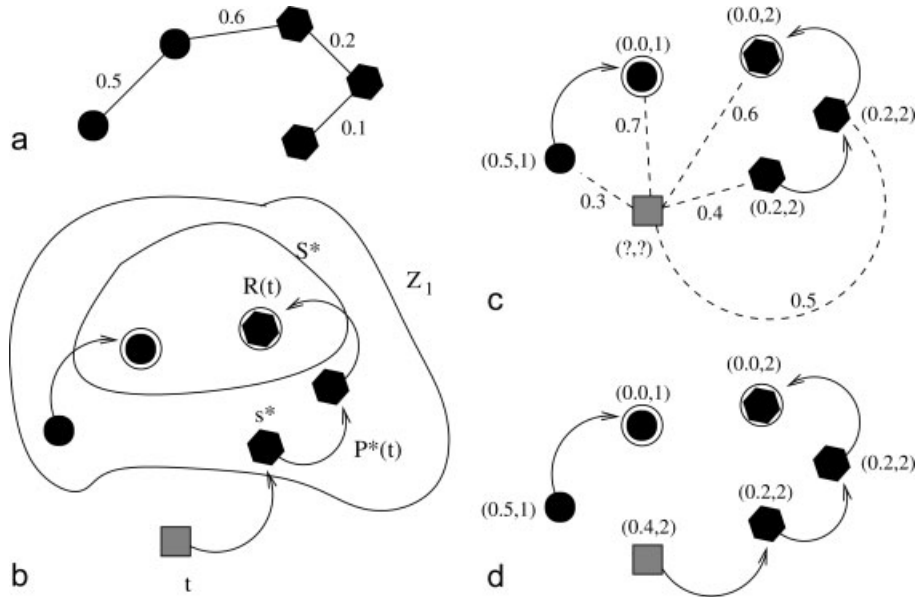 0.5
0.6
0.2
0.1
a
S*
Z₁
R(t)
s*
P*(t)
t
b
(0.0,1)
(0.0,2)
(0.5,1)
(0.2,2)
(0.2,2)
0.7
0.6
0.3
0.4
(?,?)
0.5
c
(0.0,1)
(0.0,2)
(0.5,1)
(0.2,2)
(0.2,2)
(0.4,2)
d